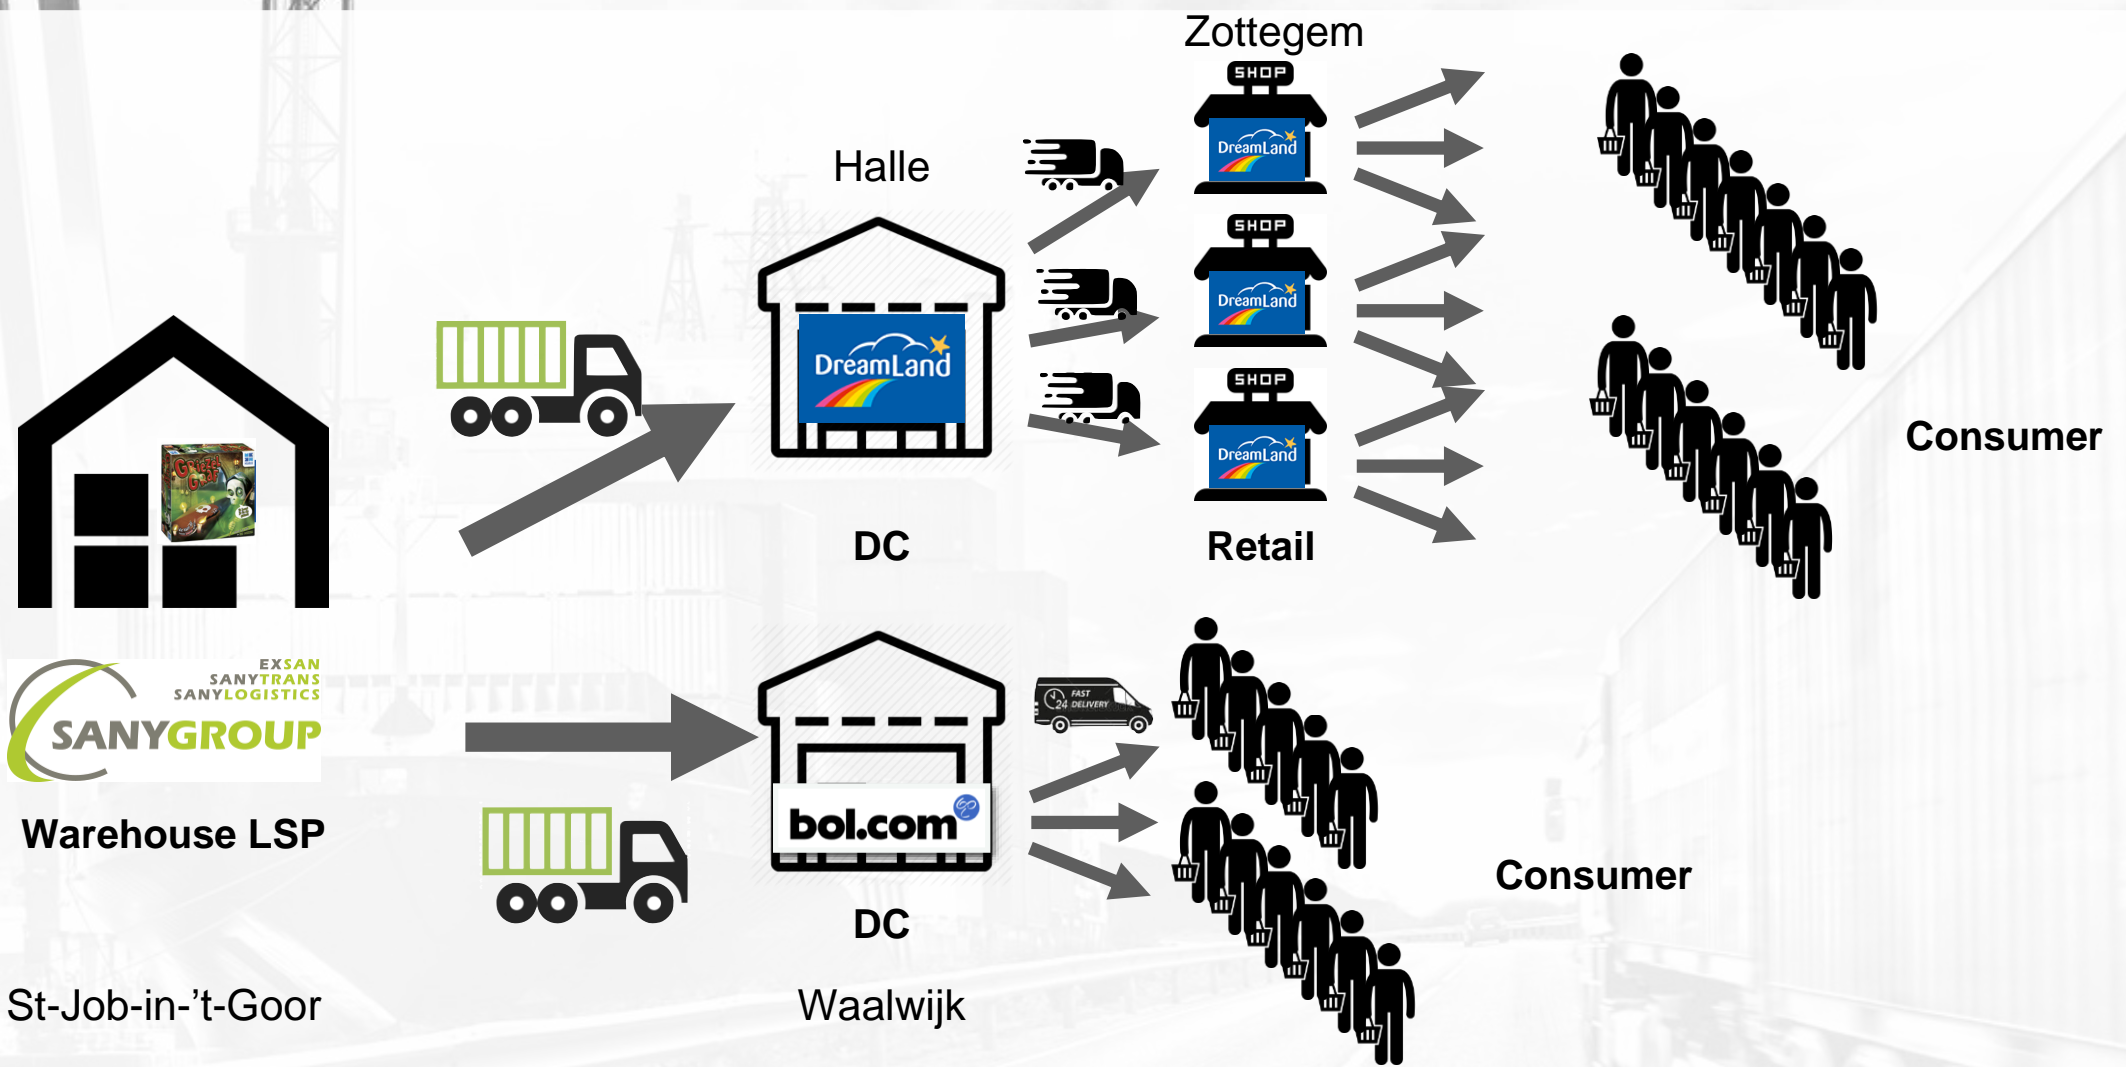 Zottegem
SHOP
DreamLand
Halle
SHOP
DreamLand
DreamLand
SHOP
DreamLand
Consumer
DC
Retail
EXSAN
SANYTRANS
SANYLOGISTICS
SANYGROUP
FAST
24 DELIVERY
bol.com
Warehouse LSP
Consumer
DC
St-Job-in-’t-Goor
Waalwijk